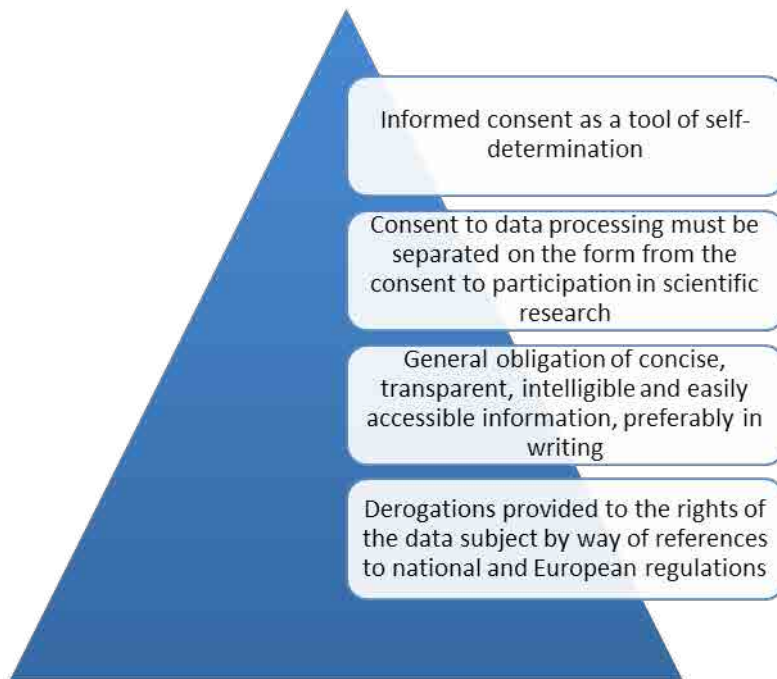 Informed consent as a tool of self-
determination
Consent to data processing must be
separated on the form from the
consent to participation in scientific
research
General obligation of concise,
transparent, intelligible and easily
accessible information, preferably in
writing
Derogations provided to the rights of
the data subject by way of references
to national and European regulations